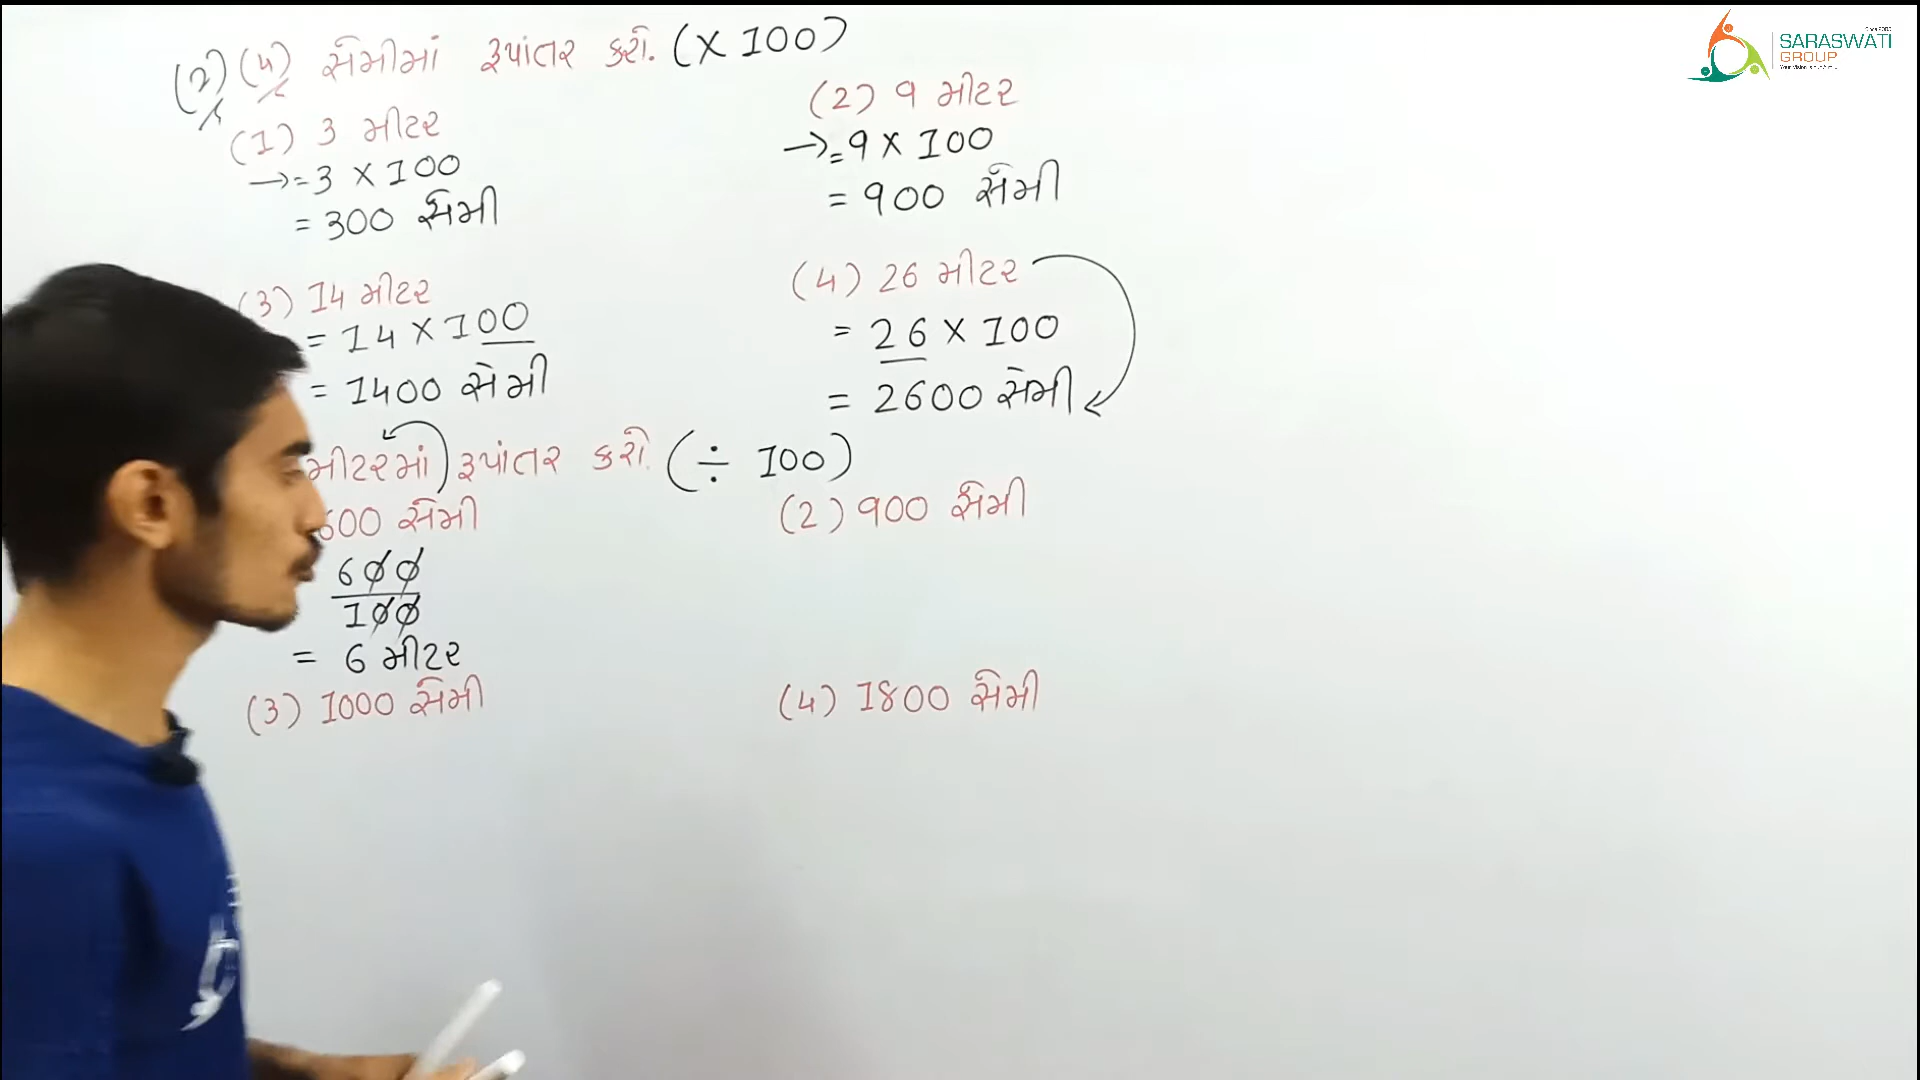 (2) (4) સેમીમાં રૂપાંતર કરો. (× 100)
(1) 3 મીટર
→ = 3 × 100
= 300 સેમી
(2) 9 મીટર
→ = 9 × 100
= 900 સેમી
(3) 14 મીટર
= 14 × 100
= 1400 સેમી
(4) 26 મીટર
= 26 × 100
= 2600 સેમી
મીટરમાં રૂપાંતર કરો. (÷ 100)
600 સેમી
600
100
= 6 મીટર
(2) 900 સેમી
(3) 1000 સેમી
(4) 1800 સેમી
SARASWATI
GROUP